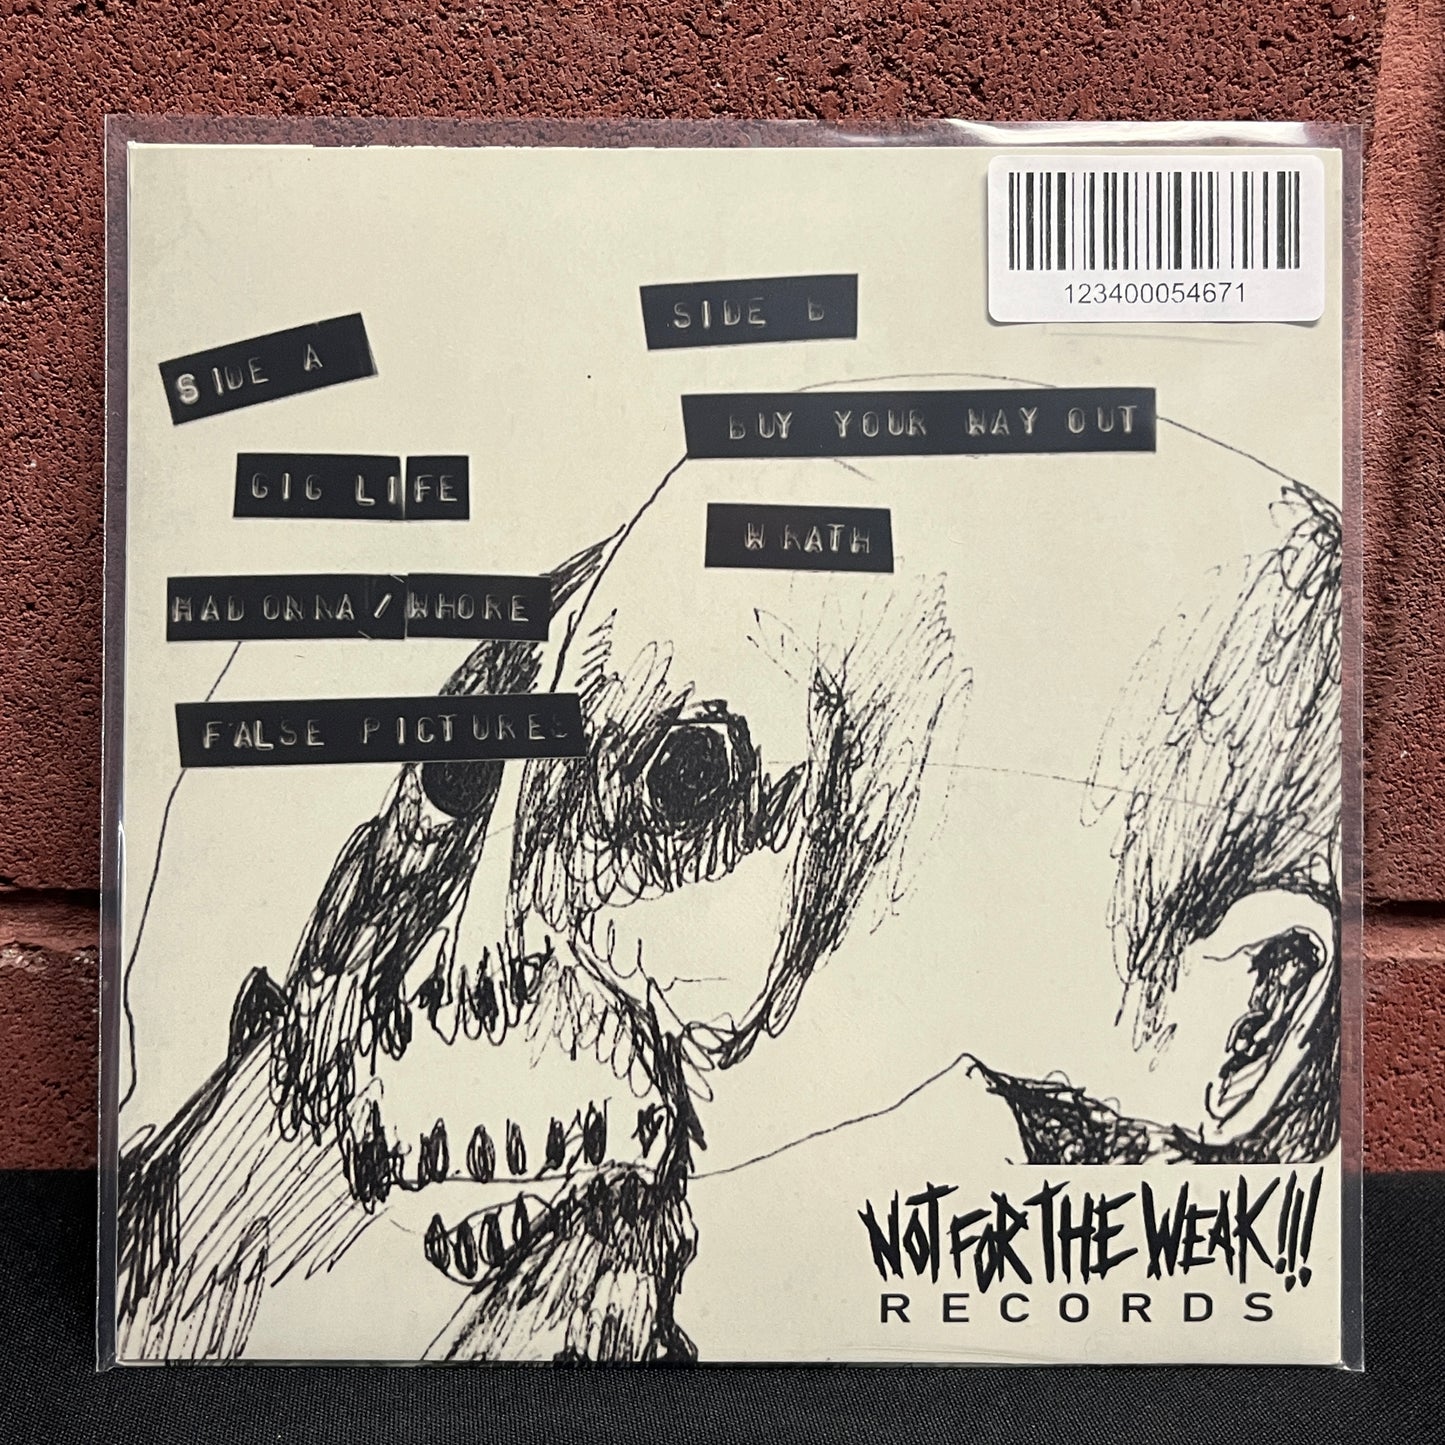 123400054671
SIDE A
GIG LIFE
MADONNA/WHORE
FALSE PICTURES
SIDE B
BUY YOUR WAY OUT
WRATH
NOT FOR THE WEAK!!!
RECORDS